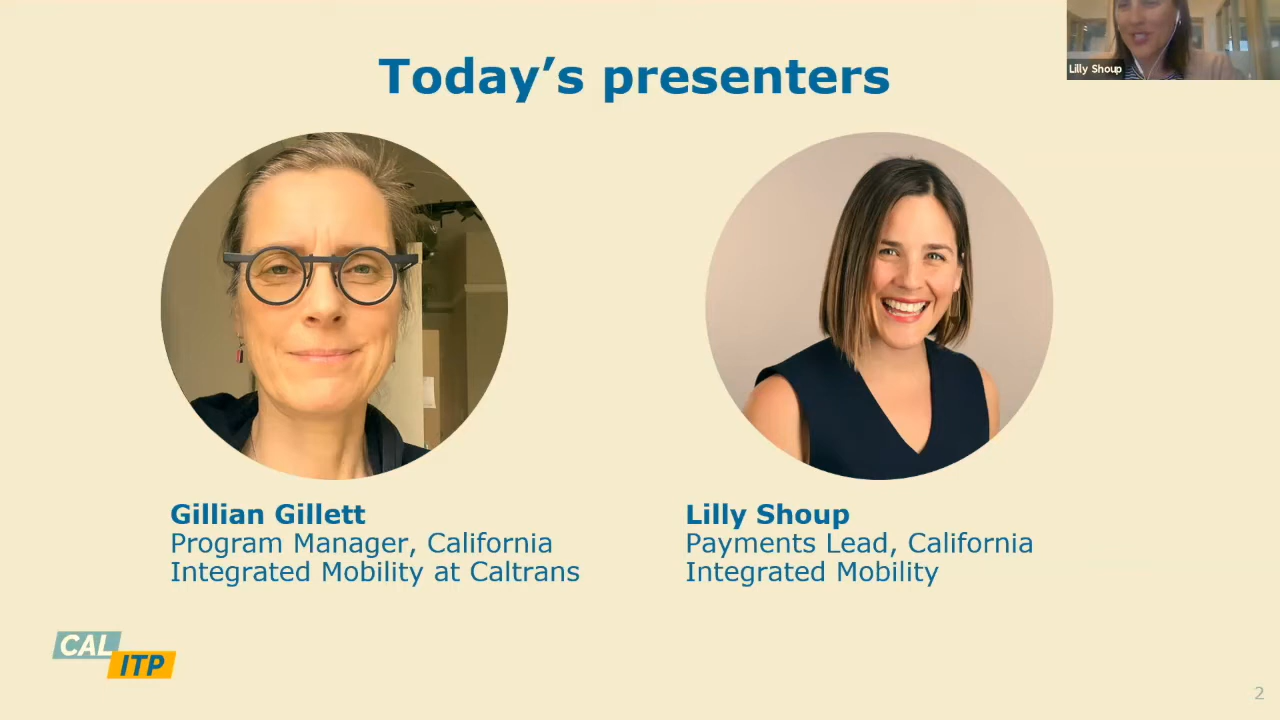 Today’s presenters
Lilly Shoup
Gillian Gillett
Program Manager, California
Integrated Mobility at Caltrans
Lilly Shoup
Payments Lead, California
Integrated Mobility
CAL
ITP
2